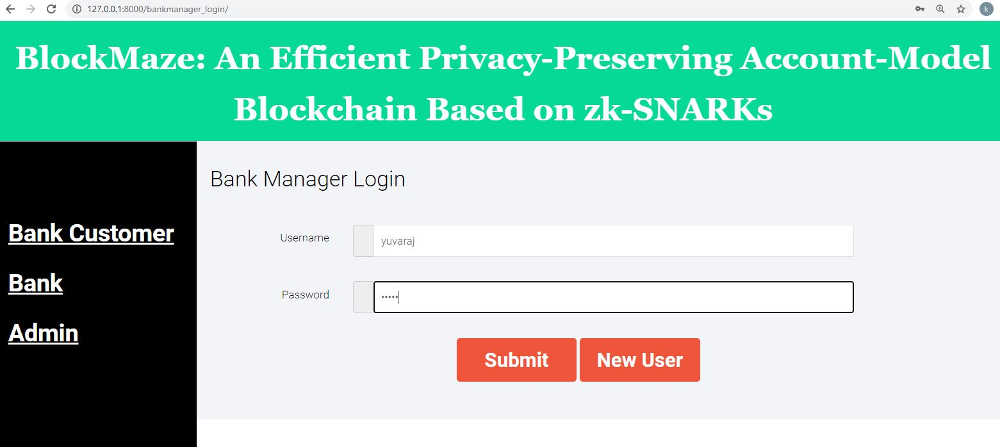 127.0.0.1:8000/bankmanager_login/
k
BlockMaze: An Efficient Privacy-Preserving Account-Model
Blockchain Based on zk-SNARKs
Bank Customer
Bank
Admin
Bank Manager Login
Username
yuvaraj
Password
•••••
Submit
New User